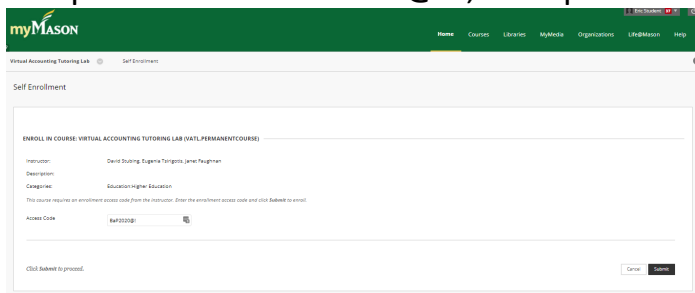 myMASON
Eric Student 57
Home Courses Libraries MyMedia Organizations Life@Mason Help
Virtual Accounting Tutoring Lab Self Enrollment
Self Enrollment
ENROLL IN COURSE: VIRTUAL ACCOUNTING TUTORING LAB (VATL.PERMANENTCOURSE)
Instructor: David Stubing, Eugenia Tsirigotis, Janet Faughnan
Description:
Categories: Education:Higher Education
This course requires an enrollment access code from the instructor. Enter the enrollment access code and click Submit to enroll.
Access Code BaP2020@!
Click Submit to proceed.
Cancel Submit